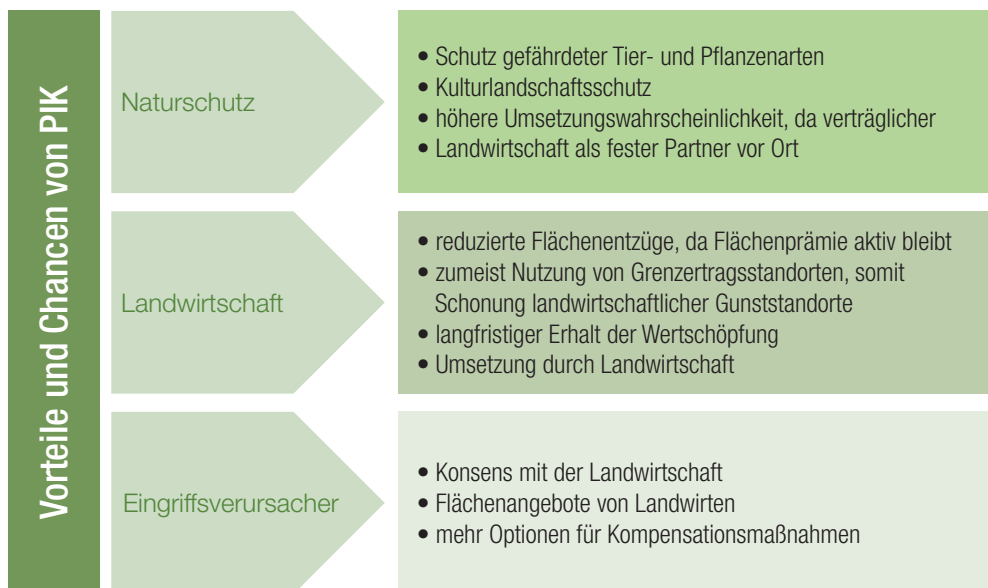 Vorteile und Chancen von PIK
Naturschutz
• Schutz gefährdeter Tier- und Pflanzenarten
• Kulturlandschaftsschutz
• höhere Umsetzungswahrscheinlichkeit, da verträglicher
• Landwirtschaft als fester Partner vor Ort
Landwirtschaft
• reduzierte Flächenentzüge, da Flächenprämie aktiv bleibt
• zumeist Nutzung von Grenzertragsstandorten, somit
Schonung landwirtschaftlicher Gunststandorte
• langfristiger Erhalt der Wertschöpfung
• Umsetzung durch Landwirtschaft
Eingriffsverursacher
• Konsens mit der Landwirtschaft
• Flächenangebote von Landwirten
• mehr Optionen für Kompensationsmaßnahmen